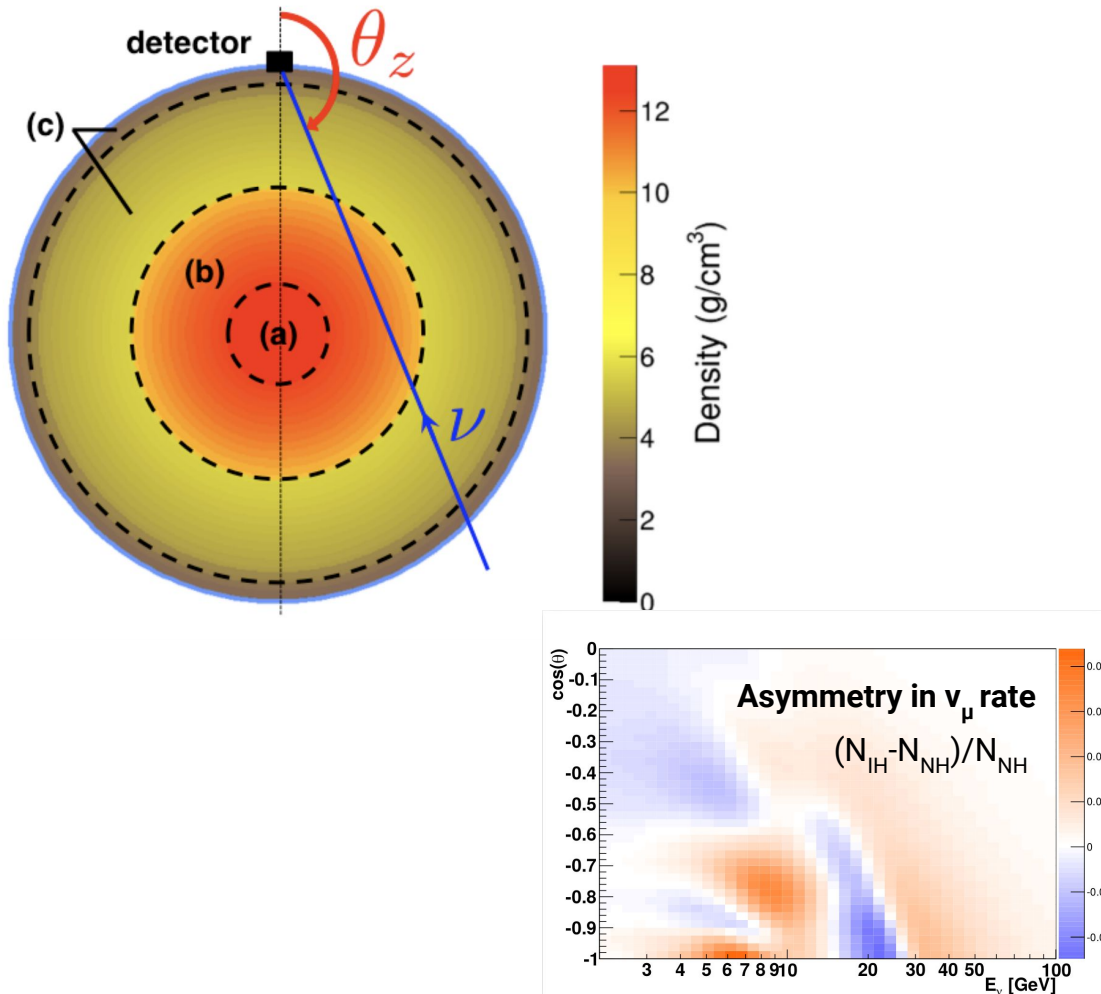 detector
θz
(c)
(b)
(a)
ν
12
10
8
6
4
2
0
Density (g/cm³)
cos(θ)
0
-0.1
-0.2
-0.3
-0.4
-0.5
-0.6
-0.7
-0.8
-0.9
-1
Asymmetry in νμ rate
(NIH-NNH)/NNH
3 4 5 6 7 8 9 10 20 30 40 50 100
Eν [GeV]
0